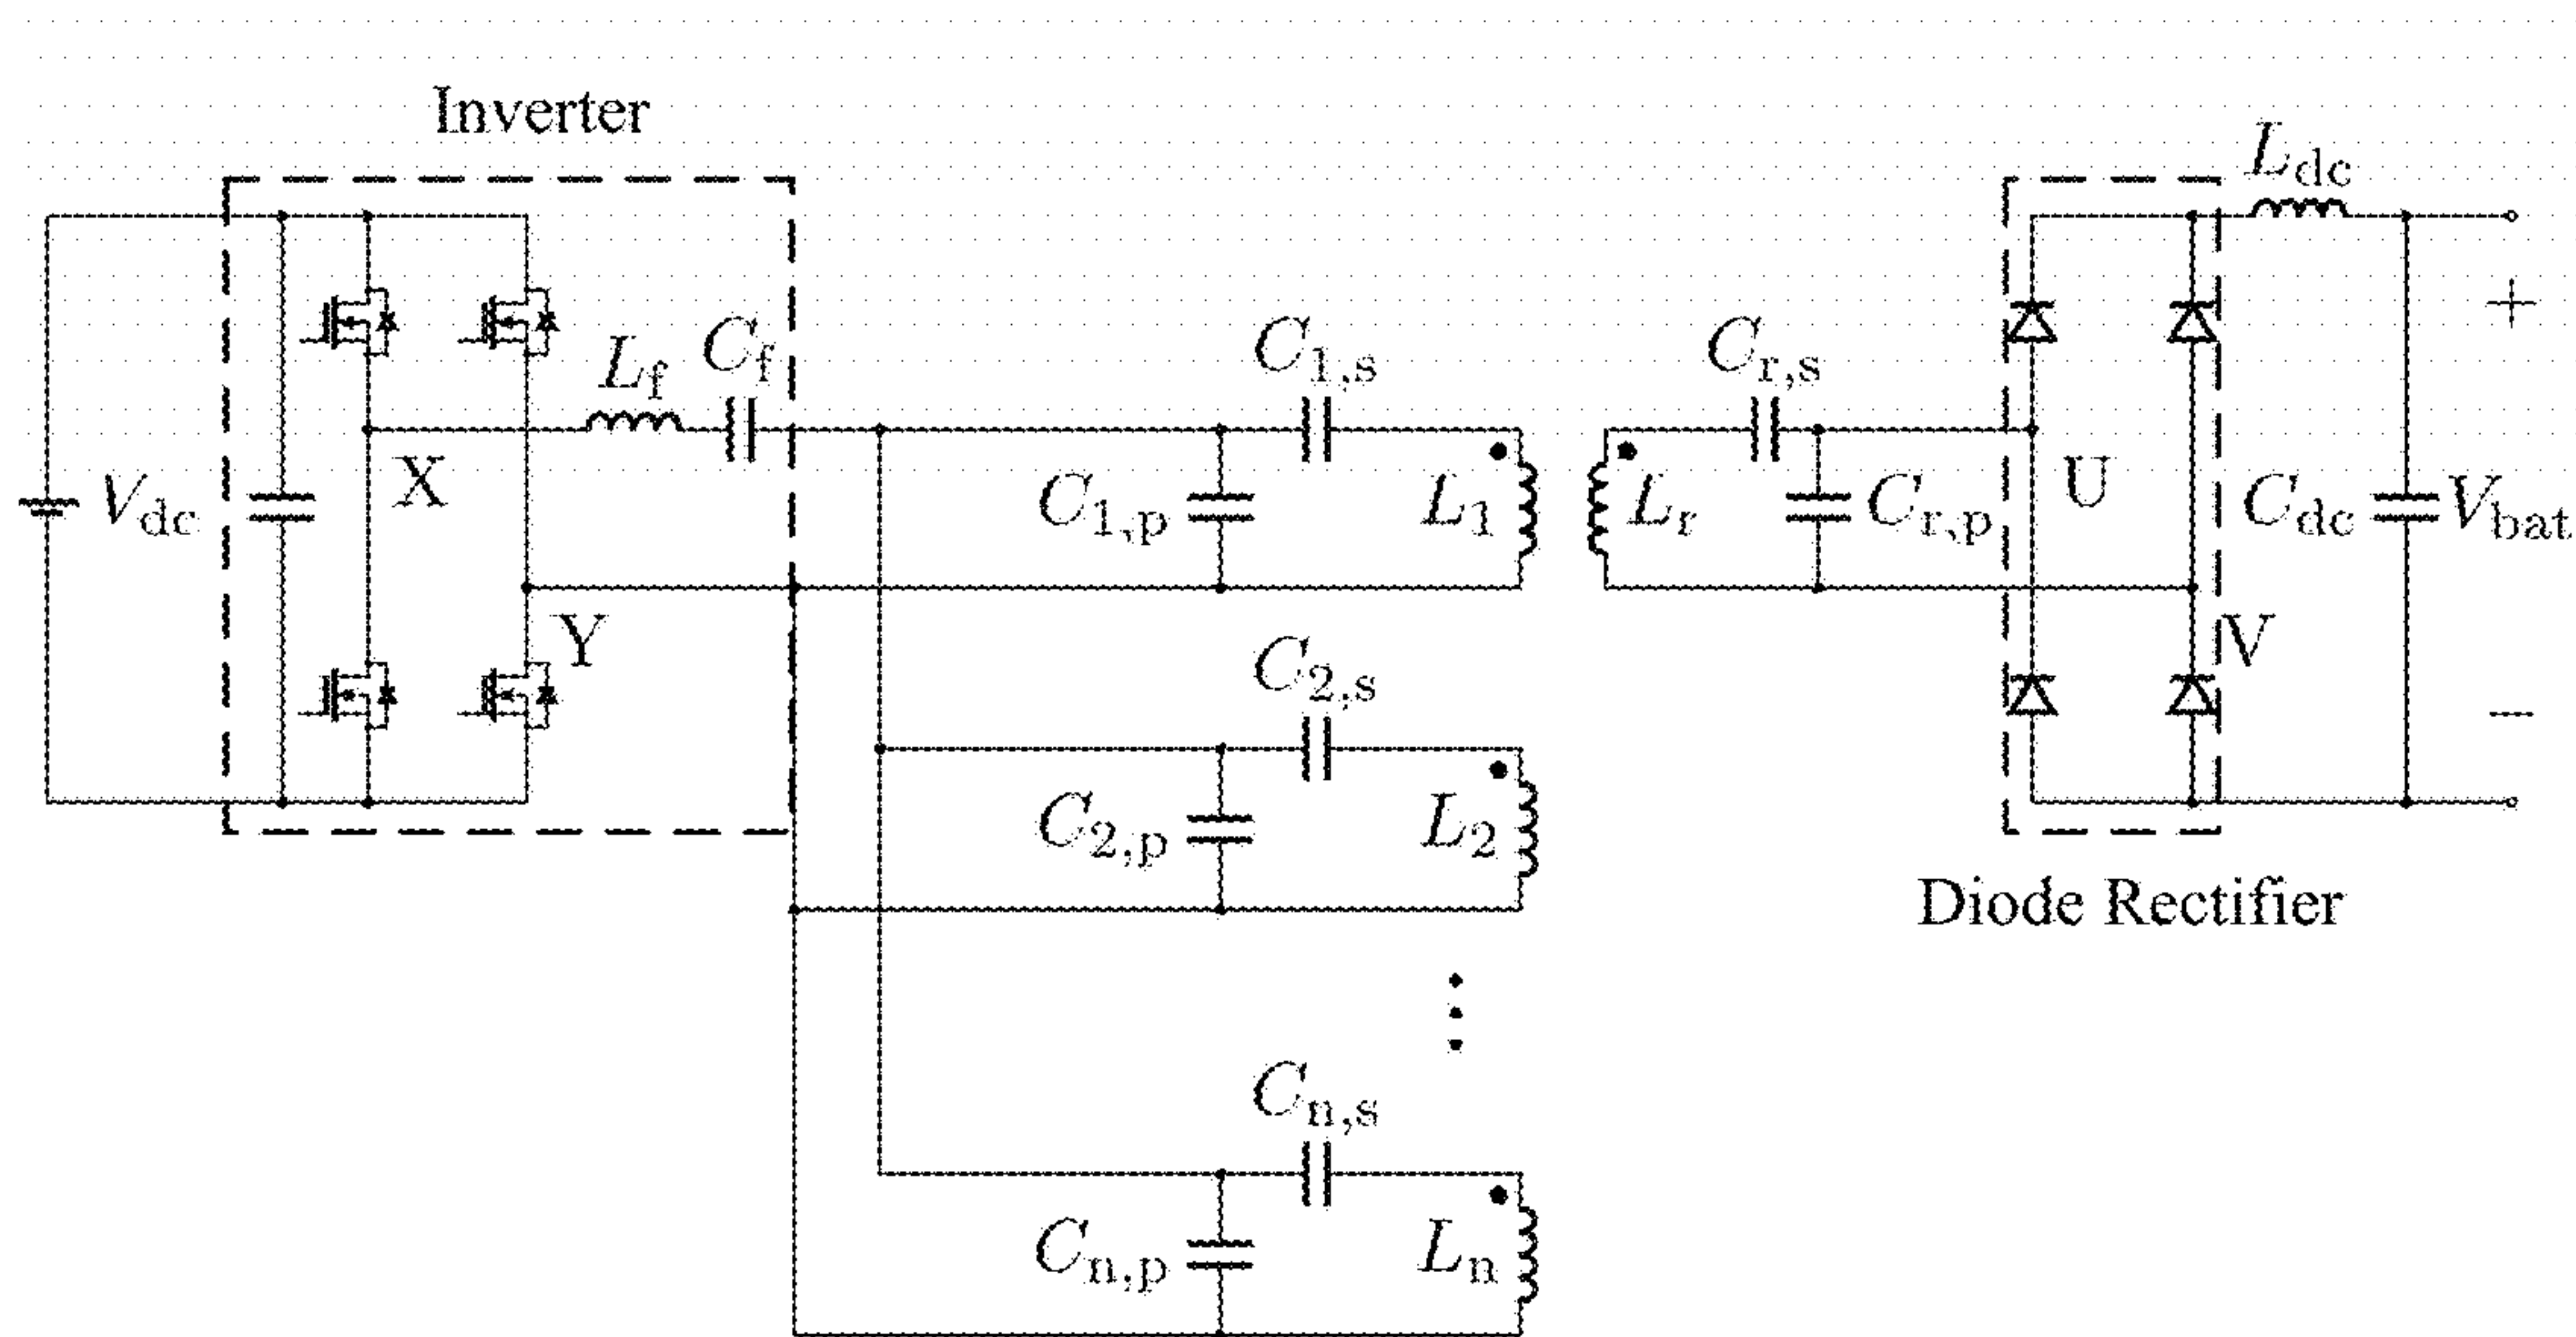 Inverter
L_dc
L_f
C_f
C_1,s
C_r,s
+
V_dc
X
C_1,p
L_1
L_r
C_r,p
U
C_dc
V_bat
Y
C_2,s
V
−
C_2,p
L_2
Diode Rectifier
C_n,s
C_n,p
L_n